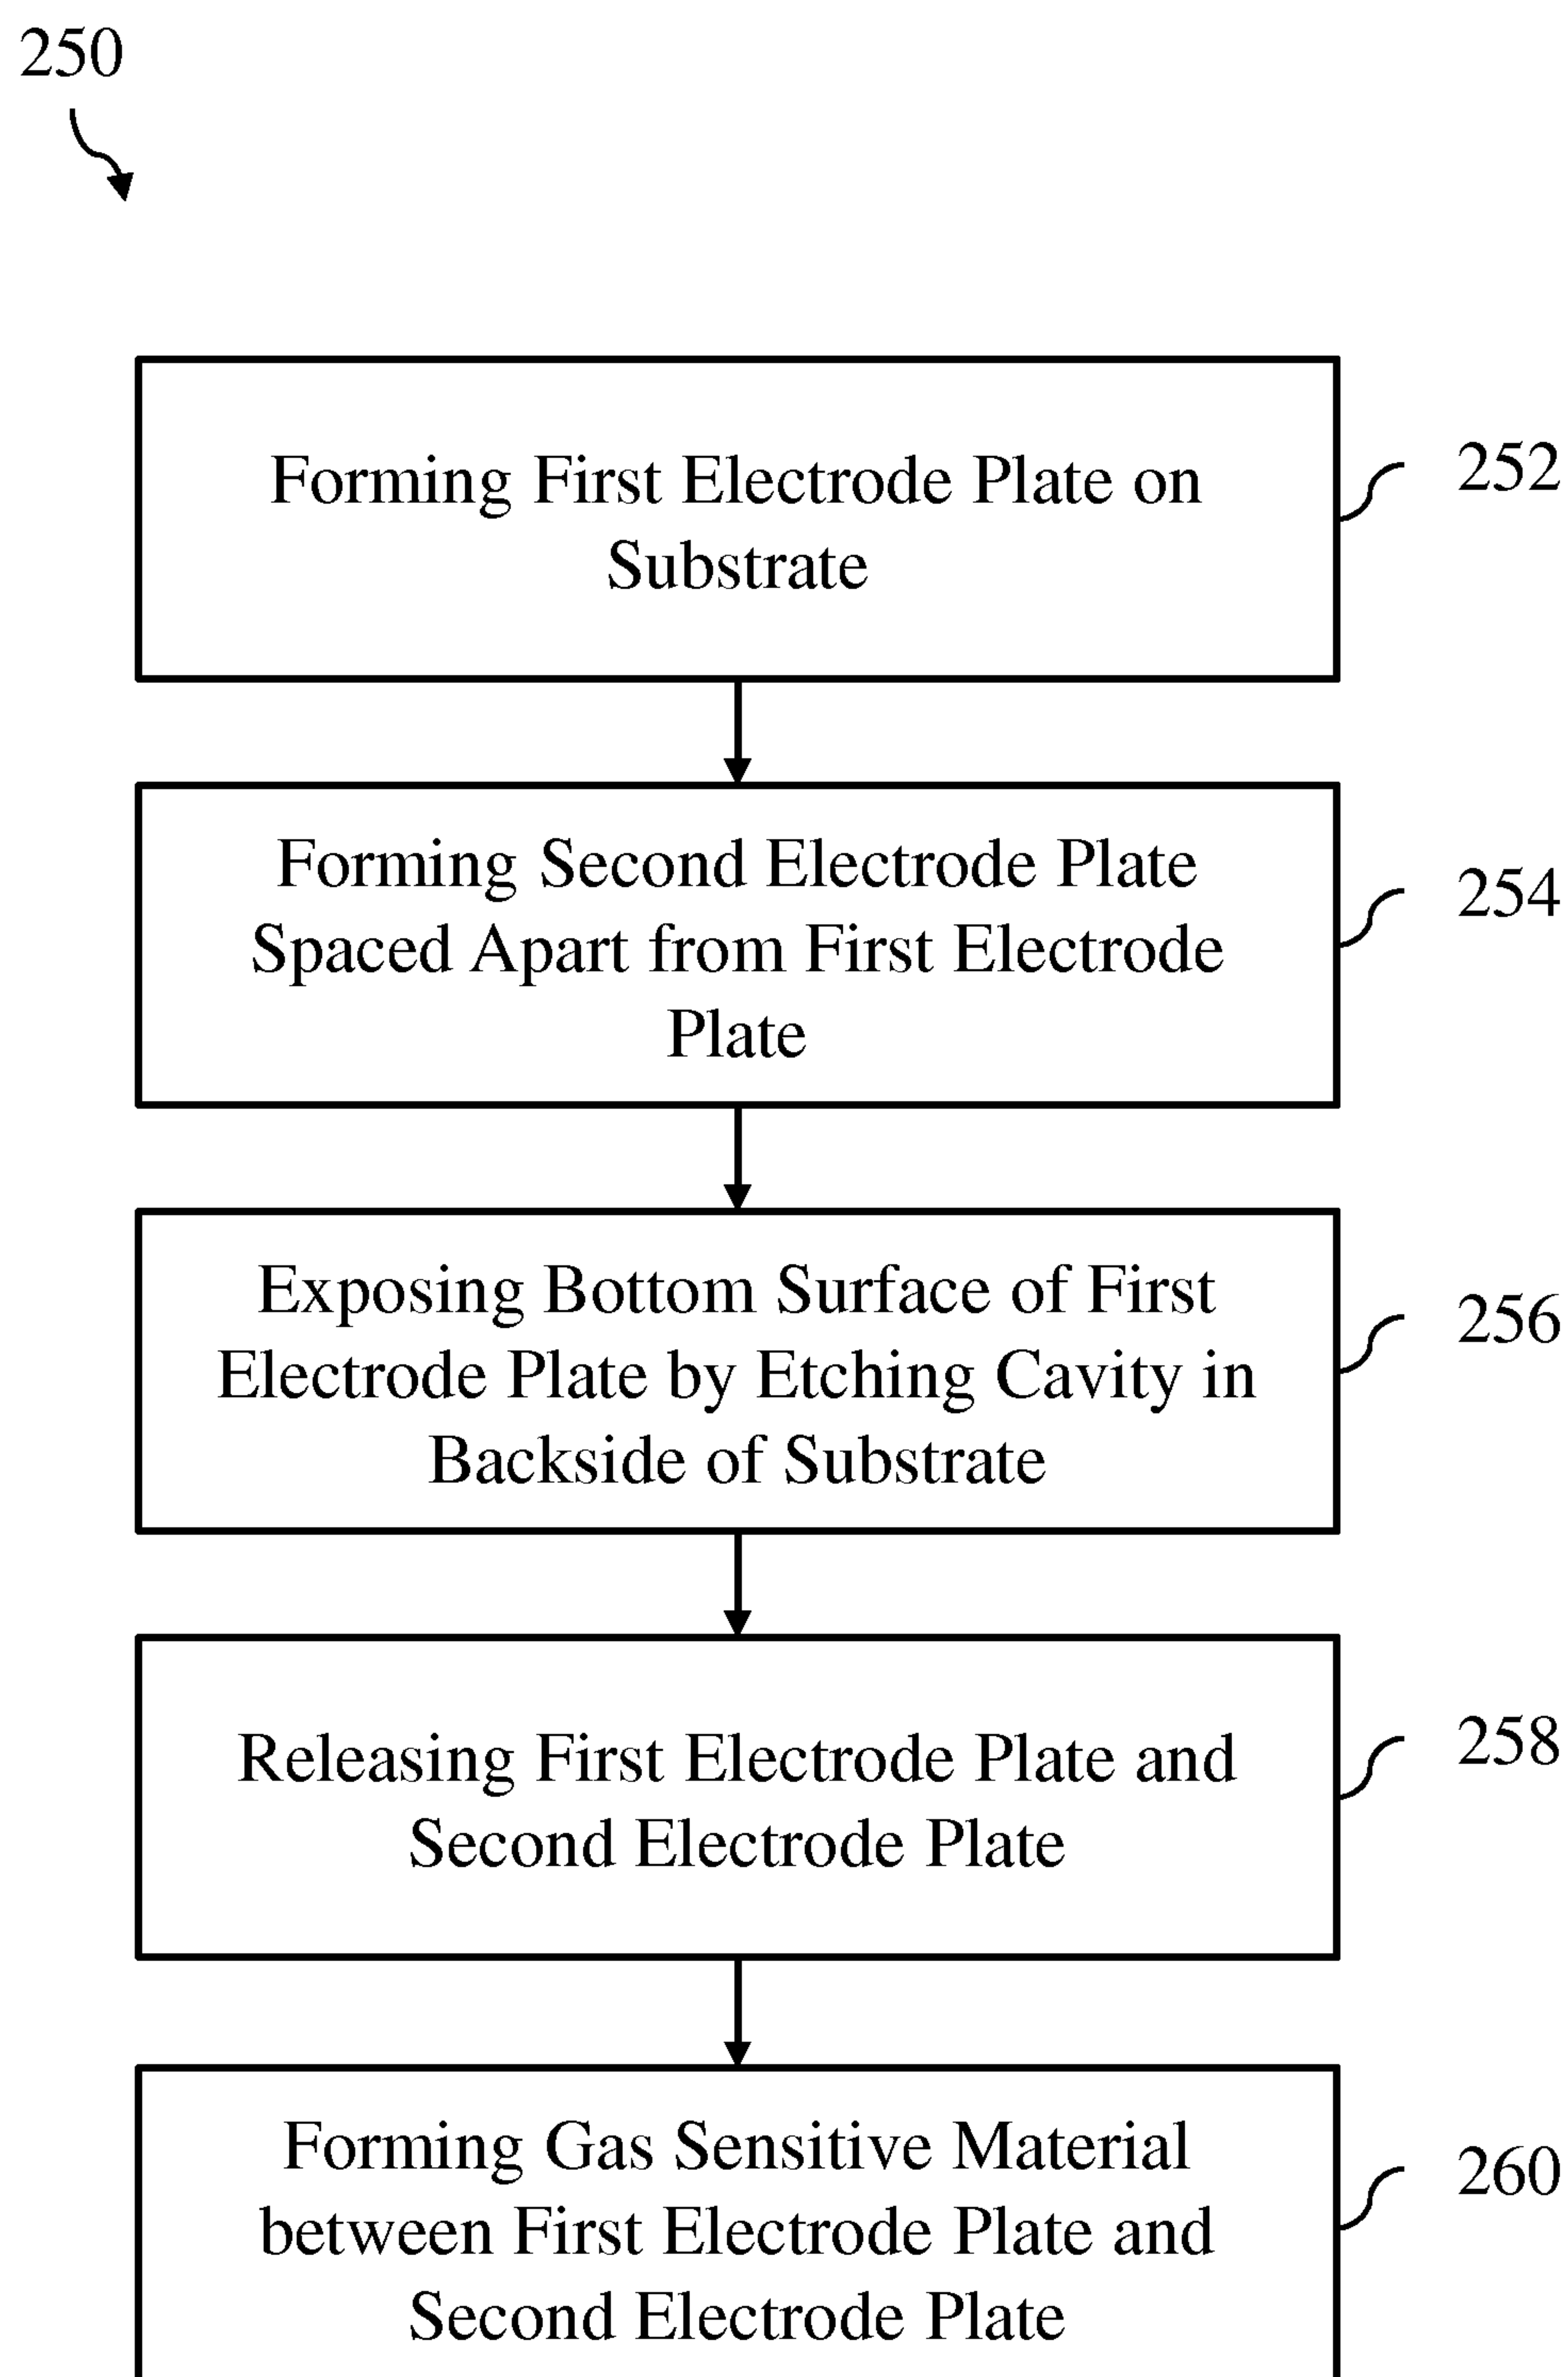 250
Forming First Electrode Plate on
Substrate
252
Forming Second Electrode Plate
Spaced Apart from First Electrode
Plate
254
Exposing Bottom Surface of First
Electrode Plate by Etching Cavity in
Backside of Substrate
256
Releasing First Electrode Plate and
Second Electrode Plate
258
Forming Gas Sensitive Material
between First Electrode Plate and
Second Electrode Plate
260